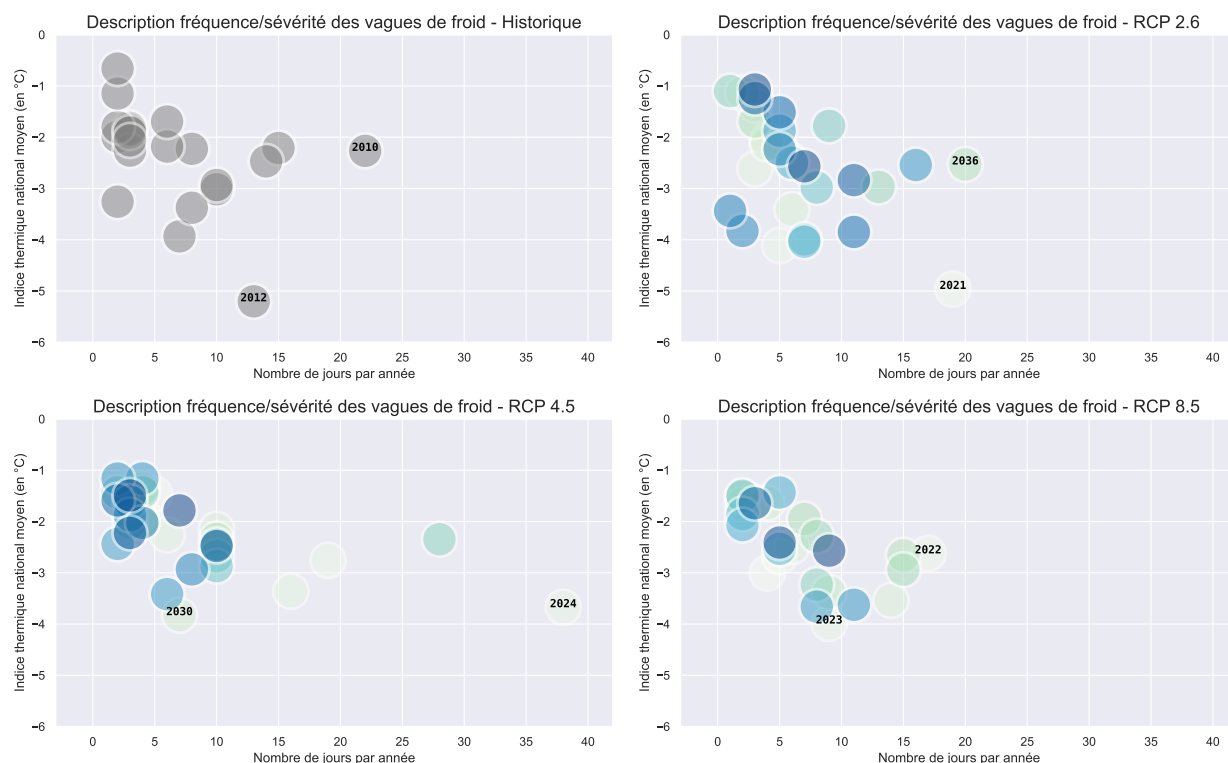 Description fréquence/sévérité des vagues de froid - Historique
0
−1
−2
−3
−4
−5
−6
Indice thermique national moyen (en °C)
2010
2012
0 5 10 15 20 25 30 35 40
Nombre de jours par année
Description fréquence/sévérité des vagues de froid - RCP 2.6
0
−1
−2
−3
−4
−5
−6
Indice thermique national moyen (en °C)
2036
2021
0 5 10 15 20 25 30 35 40
Nombre de jours par année
Description fréquence/sévérité des vagues de froid - RCP 4.5
0
−1
−2
−3
−4
−5
−6
Indice thermique national moyen (en °C)
2024
2030
0 5 10 15 20 25 30 35 40
Nombre de jours par année
Description fréquence/sévérité des vagues de froid - RCP 8.5
0
−1
−2
−3
−4
−5
−6
Indice thermique national moyen (en °C)
2022
2023
0 5 10 15 20 25 30 35 40
Nombre de jours par année